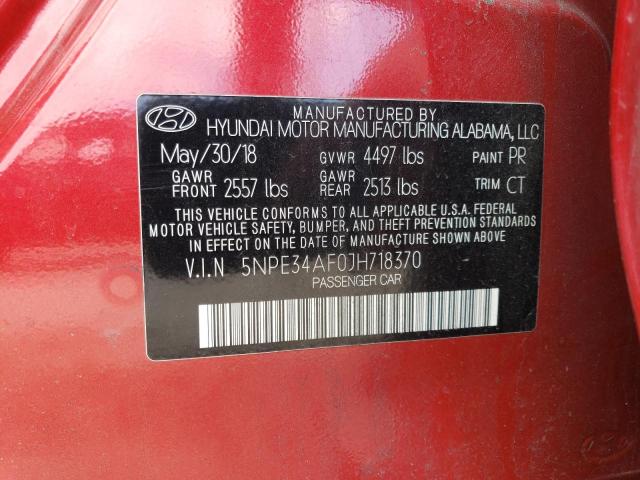 MANUFACTURED BY
HYUNDAI MOTOR MANUFACTURING ALABAMA, LLC
May/30/18 GVWR 4497 lbs PAINT PR
GAWR FRONT 2557 lbs GAWR REAR 2513 lbs TRIM CT
THIS VEHICLE CONFORMS TO ALL APPLICABLE U.S.A. FEDERAL
MOTOR VEHICLE SAFETY, BUMPER, AND THEFT PREVENTION STANDARDS
IN EFFECT ON THE DATE OF MANUFACTURE SHOWN ABOVE.
V.I.N 5NPE34AF0JH718370
PASSENGER CAR